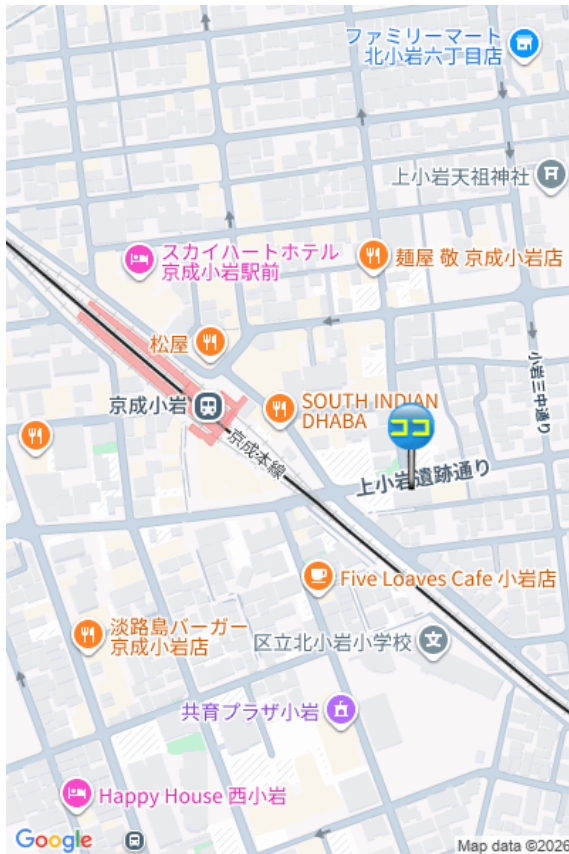 ファミリーマート
北小岩六丁目店
上小岩天祖神社
スカイハートホテル
京成小岩駅前
麺屋 敬 京成小岩店
松屋
小岩三中通り
京成小岩
SOUTH INDIAN
DHABA
ココ
京成本線
上小岩遺跡通り
Five Loaves Cafe 小岩店
淡路島バーガー
京成小岩店
区立北小岩小学校
共育プラザ小岩
Happy House 西小岩
Google
Map data ©2026